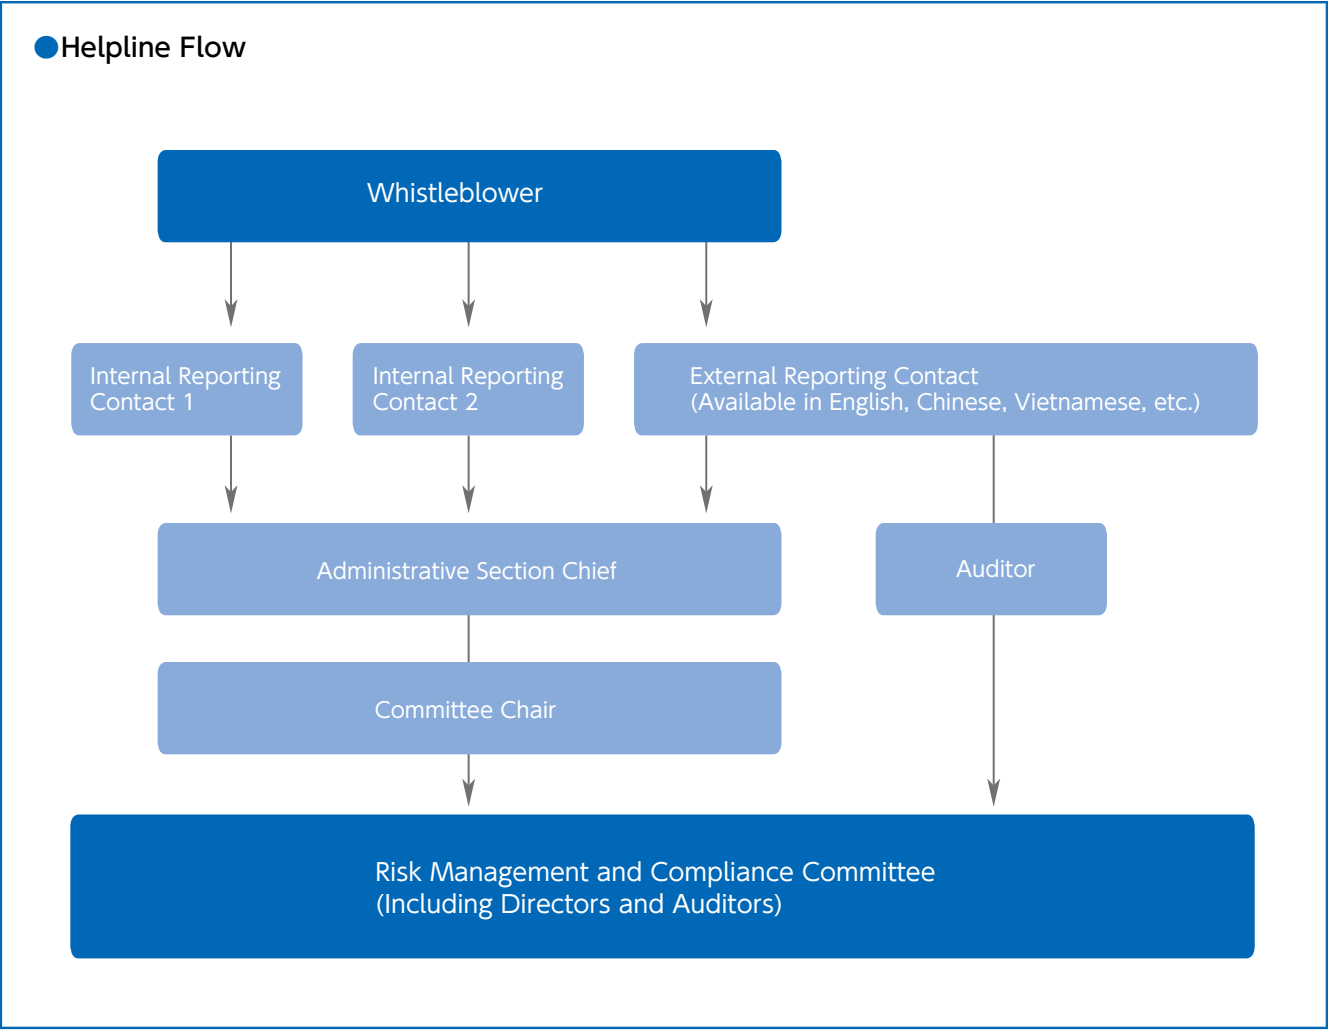 ●Helpline Flow
Whistleblower
Internal Reporting
Contact 1
Internal Reporting
Contact 2
External Reporting Contact
(Available in English, Chinese, Vietnamese, etc.)
Administrative Section Chief
Auditor
Committee Chair
Risk Management and Compliance Committee
(Including Directors and Auditors)